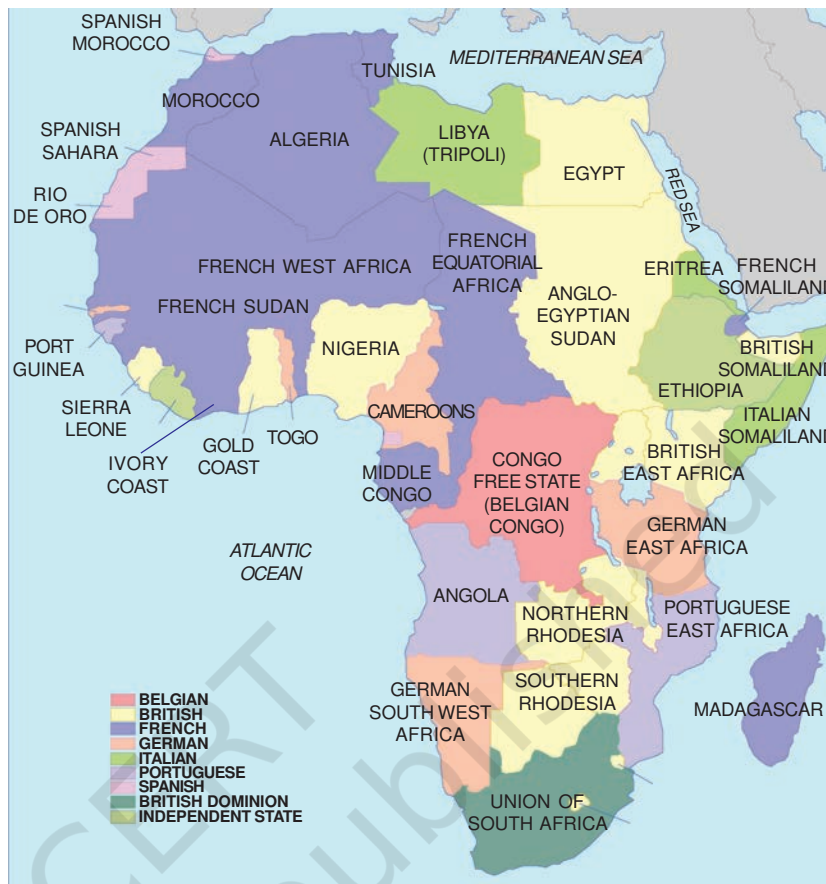 SPANISH
MOROCCO
MEDITERRANEAN SEA
TUNISIA
MOROCCO
SPANISH
SAHARA
ALGERIA
LIBYA
(TRIPOLI)
EGYPT
RED SEA
RIO
DE ORO
FRENCH WEST AFRICA
FRENCH
EQUATORIAL
AFRICA
ERITREA
FRENCH
SOMALILAND
FRENCH SUDAN
ANGLO-
EGYPTIAN
SUDAN
PORT
GUINEA
NIGERIA
BRITISH
SOMALILAND
ETHIOPIA
SIERRA
LEONE
CAMEROONS
ITALIAN
SOMALILAND
IVORY
COAST
GOLD
COAST
TOGO
BRITISH
EAST AFRICA
MIDDLE
CONGO
CONGO
FREE STATE
(BELGIAN
CONGO)
GERMAN
EAST AFRICA
ATLANTIC
OCEAN
ANGOLA
NORTHERN
RHODESIA
PORTUGUESE
EAST AFRICA
GERMAN
SOUTH WEST
AFRICA
SOUTHERN
RHODESIA
MADAGASCAR
UNION OF
SOUTH AFRICA
BELGIAN
BRITISH
FRENCH
GERMAN
ITALIAN
PORTUGUESE
SPANISH
BRITISH DOMINION
INDEPENDENT STATE